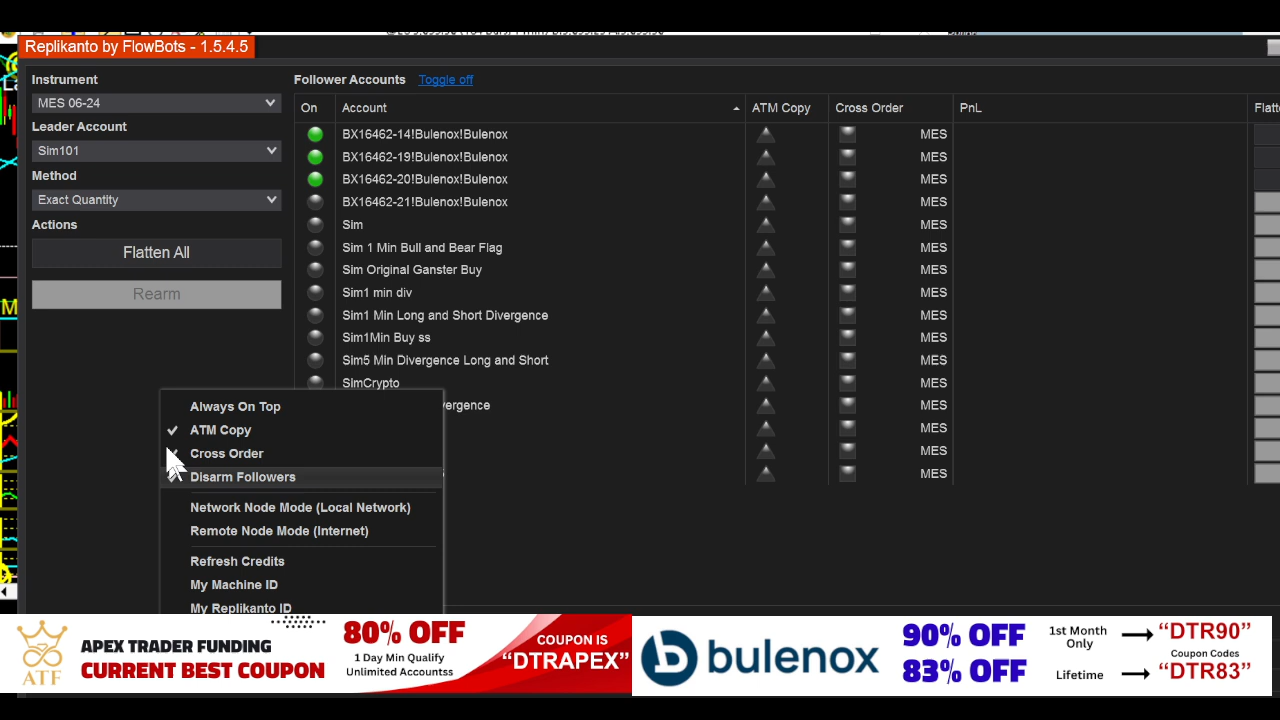 Replikanto by FlowBots - 1.5.4.5
Instrument
MES 06-24
Leader Account
Sim101
Method
Exact Quantity
Actions
Flatten All
Rearm
Follower Accounts Toggle off
On Account ATM Copy Cross Order PnL Flatt
BX16462-14!Bulenox!Bulenox MES
BX16462-19!Bulenox!Bulenox MES
BX16462-20!Bulenox!Bulenox MES
BX16462-21!Bulenox!Bulenox MES
Sim MES
Sim 1 Min Bull and Bear Flag MES
Sim Original Ganster Buy MES
Sim1 min div MES
Sim1 Min Long and Short Divergence MES
Sim1Min Buy ss MES
Sim5 Min Divergence Long and Short MES
SimCrypto MES
vergence MES
MES
MES
MES
Always On Top
ATM Copy
Cross Order
Disarm Followers
Network Node Mode (Local Network)
Remote Node Mode (Internet)
Refresh Credits
My Machine ID
My Replikanto ID
ATF
APEX TRADER FUNDING
CURRENT BEST COUPON
80% OFF
1 Day Min Qualify
Unlimited Accountss
COUPON IS
"DTRAPEX"
bulenox
90% OFF
83% OFF
1st Month
Only
"DTR90"
Coupon Codes
Lifetime
"DTR83"